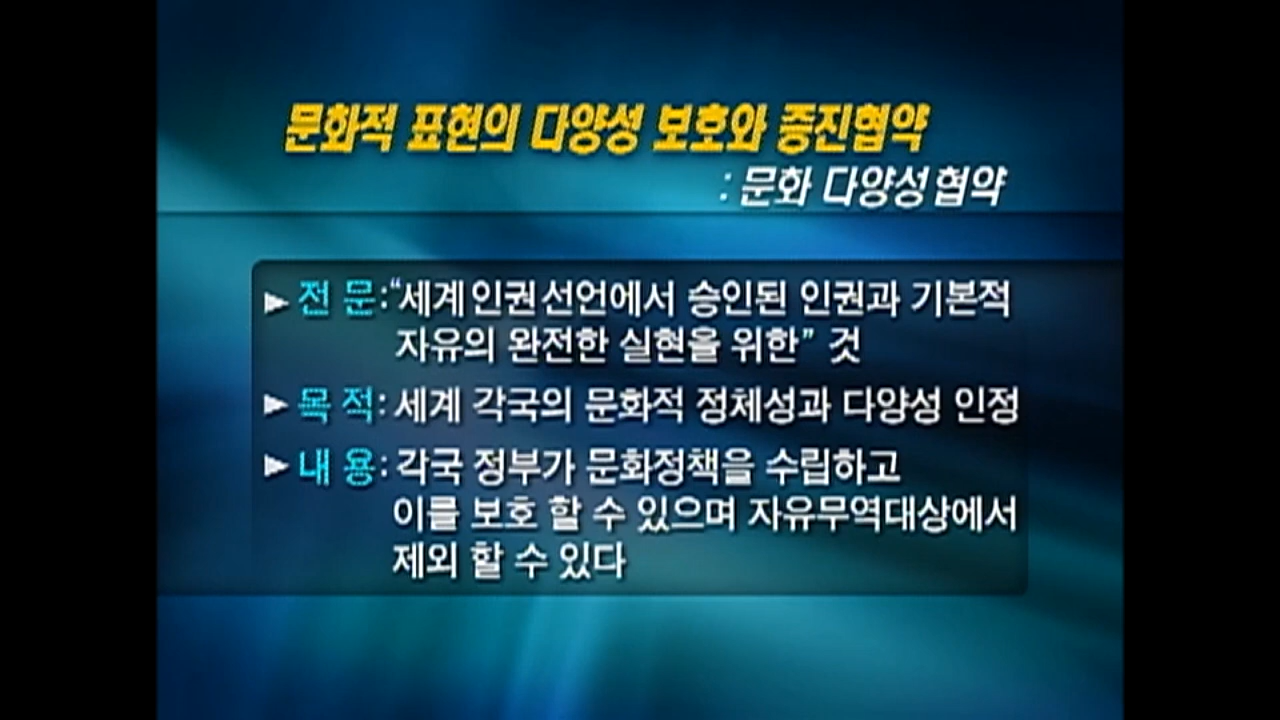 문화적 표현의 다양성 보호와 증진협약
: 문화 다양성 협약
▶ 전 문 : “세계인권선언에서 승인된 인권과 기본적
자유의 완전한 실현을 위한” 것
▶ 목 적 : 세계 각국의 문화적 정체성과 다양성 인정
▶ 내 용 : 각국 정부가 문화정책을 수립하고
이를 보호 할 수 있으며 자유무역대상에서
제외 할 수 있다